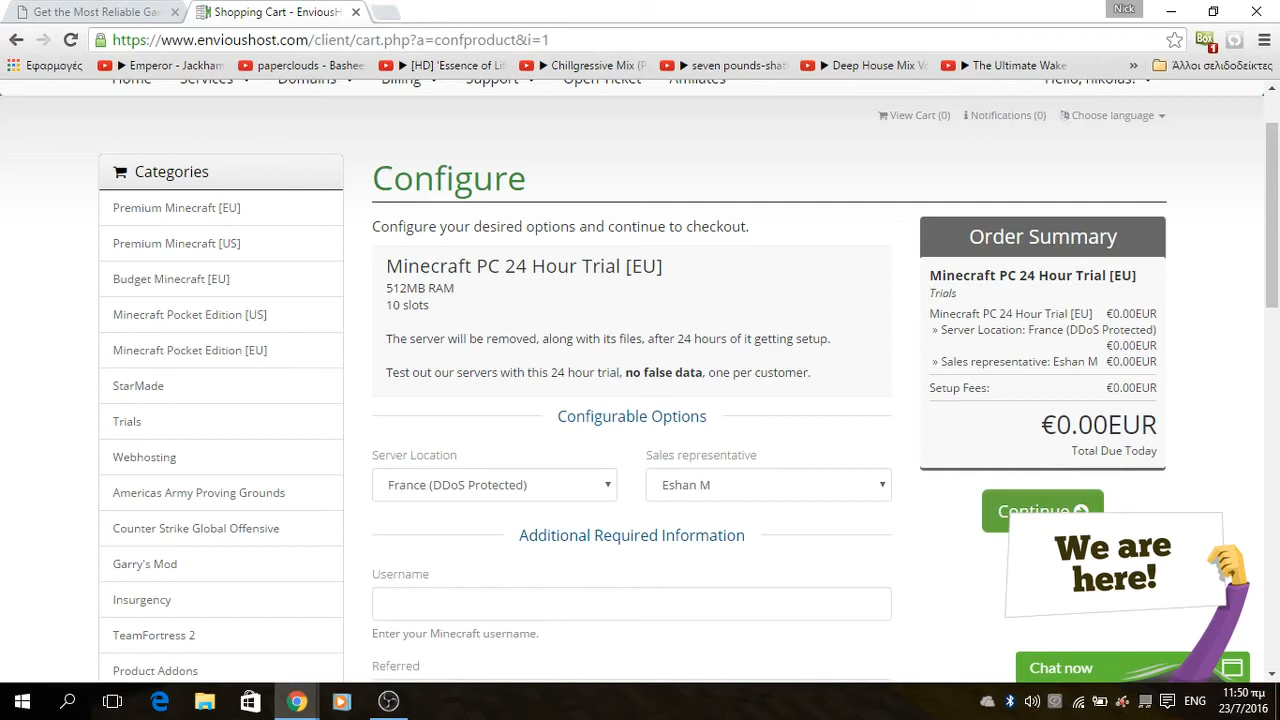 Get the Most Reliable Ga
Shopping Cart - EnviousH
Nick
https://www.envioushost.com/client/cart.php?a=confproduct&i=1
Εφαρμογές
Emperor - Jackham
paperclouds - Bashee
[HD] 'Essence of Li
Chillgressive Mix (P
seven pounds-shat
Deep House Mix Vo
The Ultimate Wake
» Άλλοι σελιδοδείκτες
Home
Services
Domains
Billing
Support
Open Ticket
Affiliates
Hello, nikolas!
View Cart (0)
Notifications (0)
Choose language
Categories
Premium Minecraft [EU]
Premium Minecraft [US]
Budget Minecraft [EU]
Minecraft Pocket Edition [US]
Minecraft Pocket Edition [EU]
StarMade
Trials
Webhosting
Americas Army Proving Grounds
Counter Strike Global Offensive
Garry's Mod
Insurgency
TeamFortress 2
Product Addons
Configure
Configure your desired options and continue to checkout.
Minecraft PC 24 Hour Trial [EU]
512MB RAM
10 slots
The server will be removed, along with its files, after 24 hours of it getting setup.
Test out our servers with this 24 hour trial, no false data, one per customer.
Configurable Options
Server Location
Sales representative
France (DDoS Protected)
Eshan M
Additional Required Information
Username
Enter your Minecraft username.
Referred
Order Summary
Minecraft PC 24 Hour Trial [EU]
Trials
Minecraft PC 24 Hour Trial [EU] €0.00EUR
» Server Location: France (DDoS Protected)
€0.00EUR
» Sales representative: Eshan M €0.00EUR
Setup Fees: €0.00EUR
€0.00EUR
Total Due Today
Continue
We are
here!
Chat now
Box
1
ENG
11:50 πμ
23/7/2016